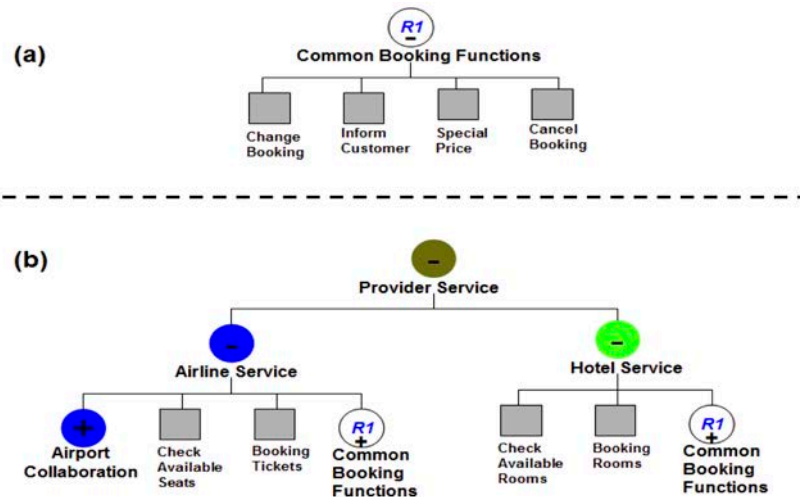 R1
-
(a)
Common Booking Functions
Change
Booking
Inform
Customer
Special
Price
Cancel
Booking
(b)
-
Provider Service
-
Airline Service
-
Hotel Service
+
Airport
Collaboration
Check
Available
Seats
Booking
Tickets
R1
+
Common
Booking
Functions
Check
Available
Rooms
Booking
Rooms
R1
+
Common
Booking
Functions